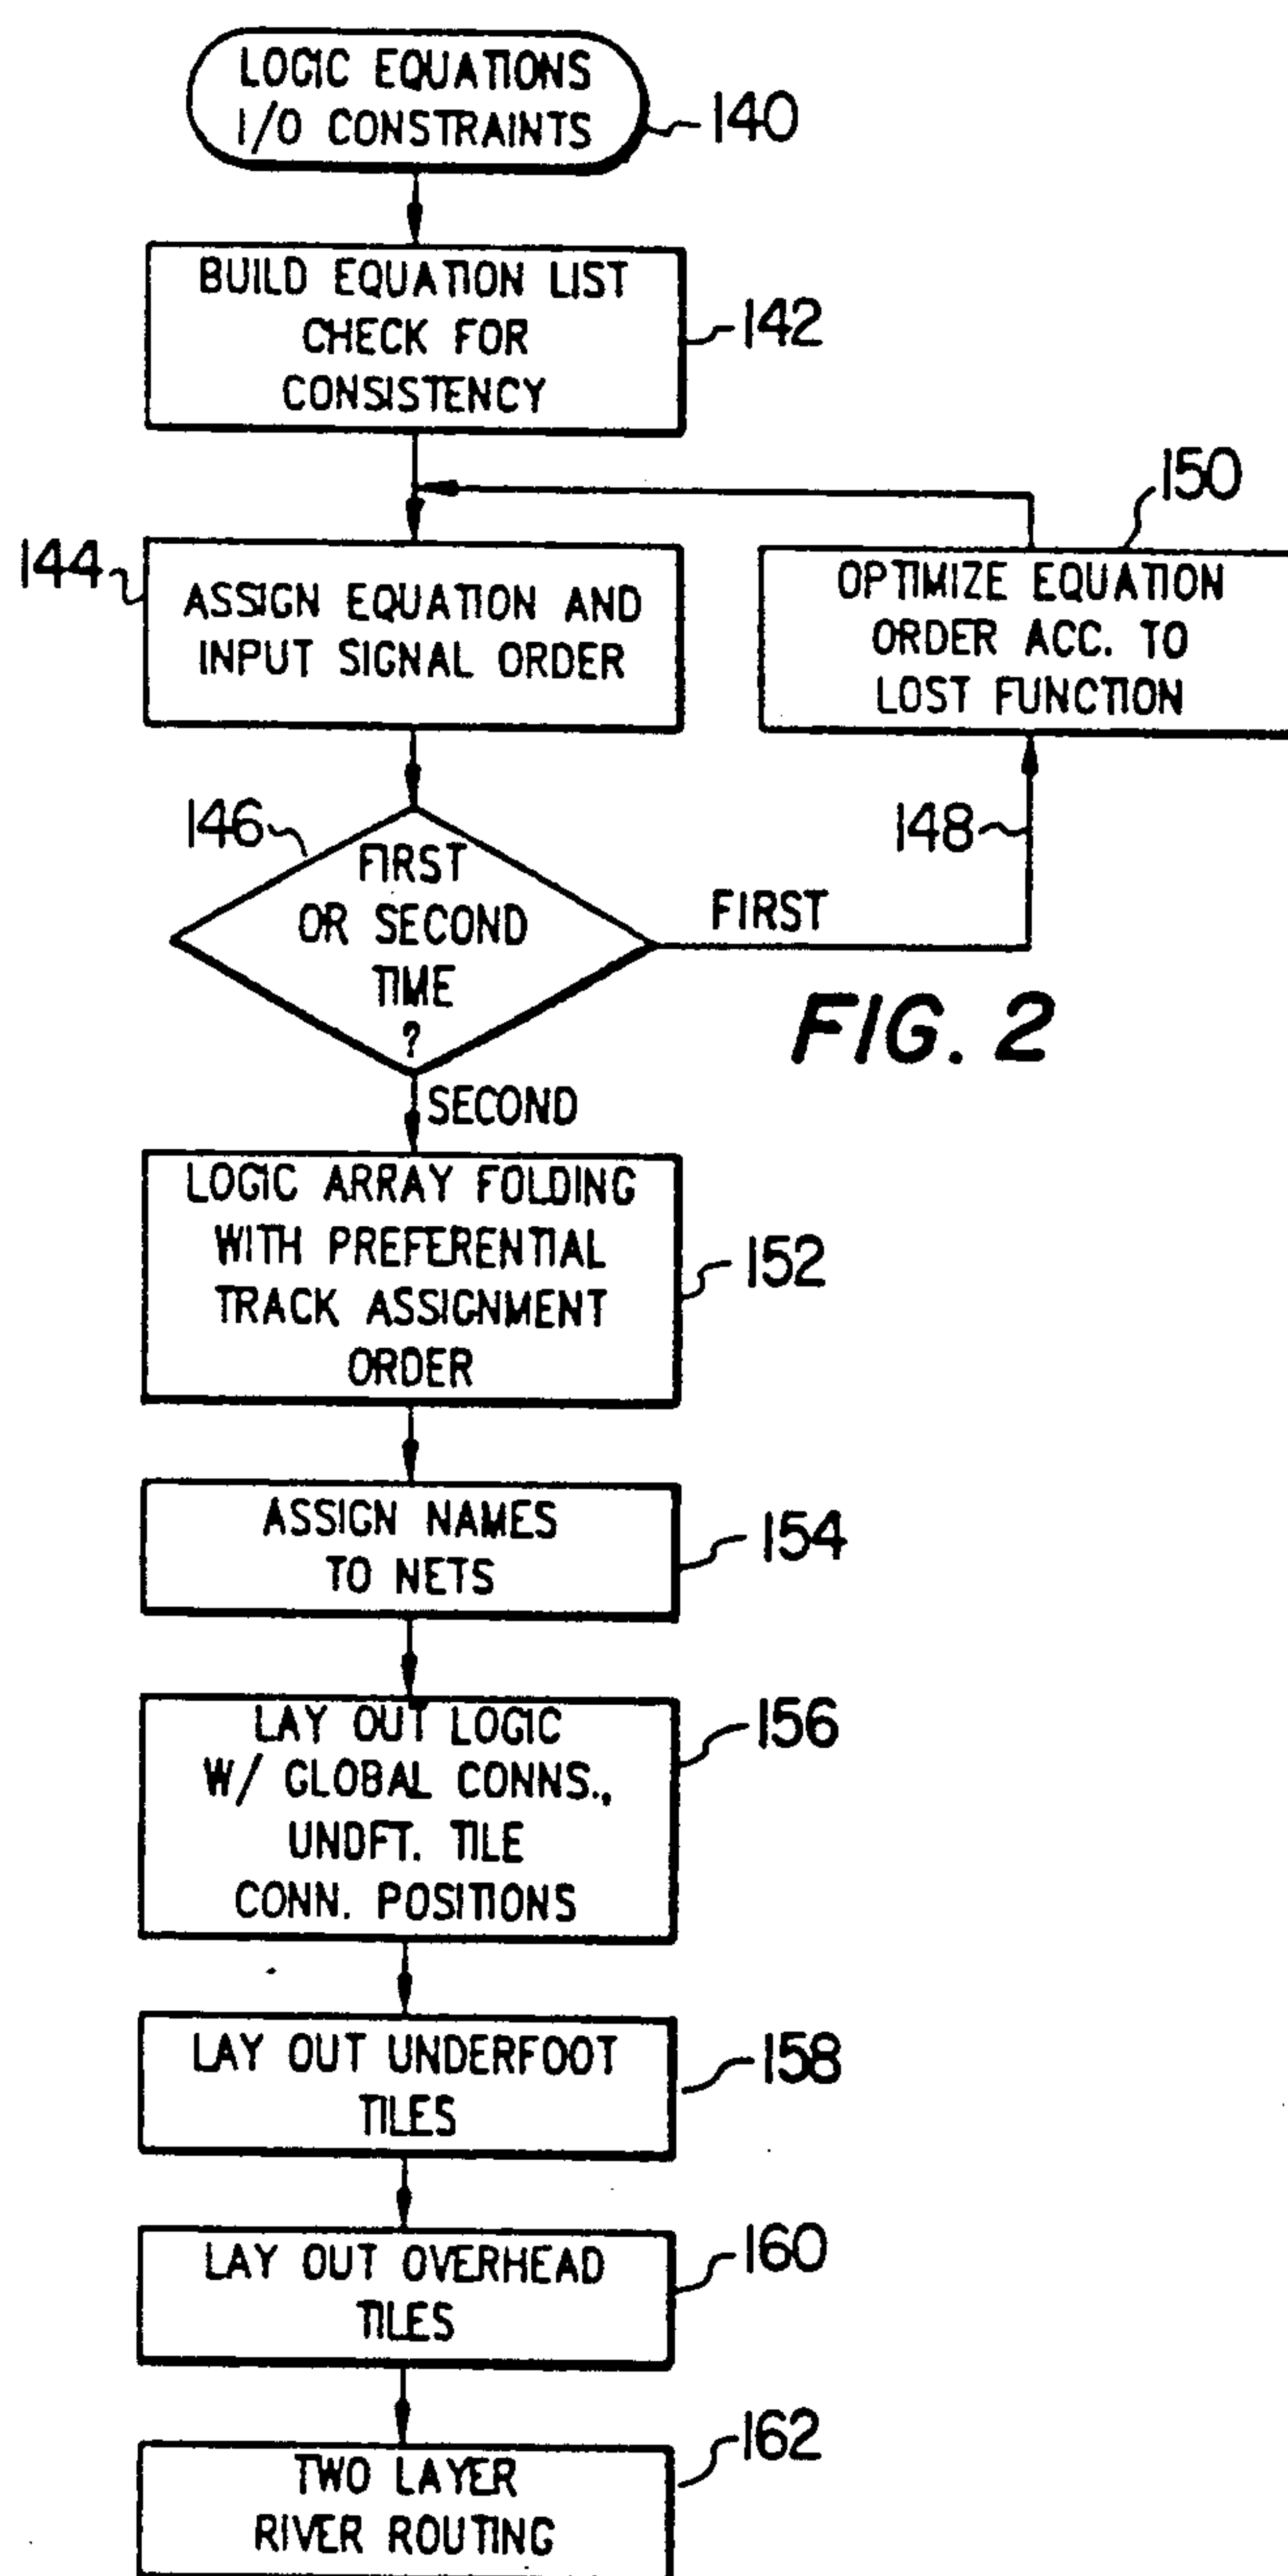 LOGIC EQUATIONS
I/O CONSTRAINTS
140
BUILD EQUATION LIST
CHECK FOR
CONSISTENCY
142
144
ASSIGN EQUATION AND
INPUT SIGNAL ORDER
150
OPTIMIZE EQUATION
ORDER ACC. TO
LOST FUNCTION
146
FIRST
OR SECOND
TIME
?
FIRST
148
FIG. 2
SECOND
LOGIC ARRAY FOLDING
WITH PREFERENTIAL
TRACK ASSIGNMENT
ORDER
152
ASSIGN NAMES
TO NETS
154
LAY OUT LOGIC
W/ GLOBAL CONNS.,
UNDFT. TILE
CONN. POSITIONS
156
LAY OUT UNDERFOOT
TILES
158
LAY OUT OVERHEAD
TILES
160
TWO LAYER
RIVER ROUTING
162